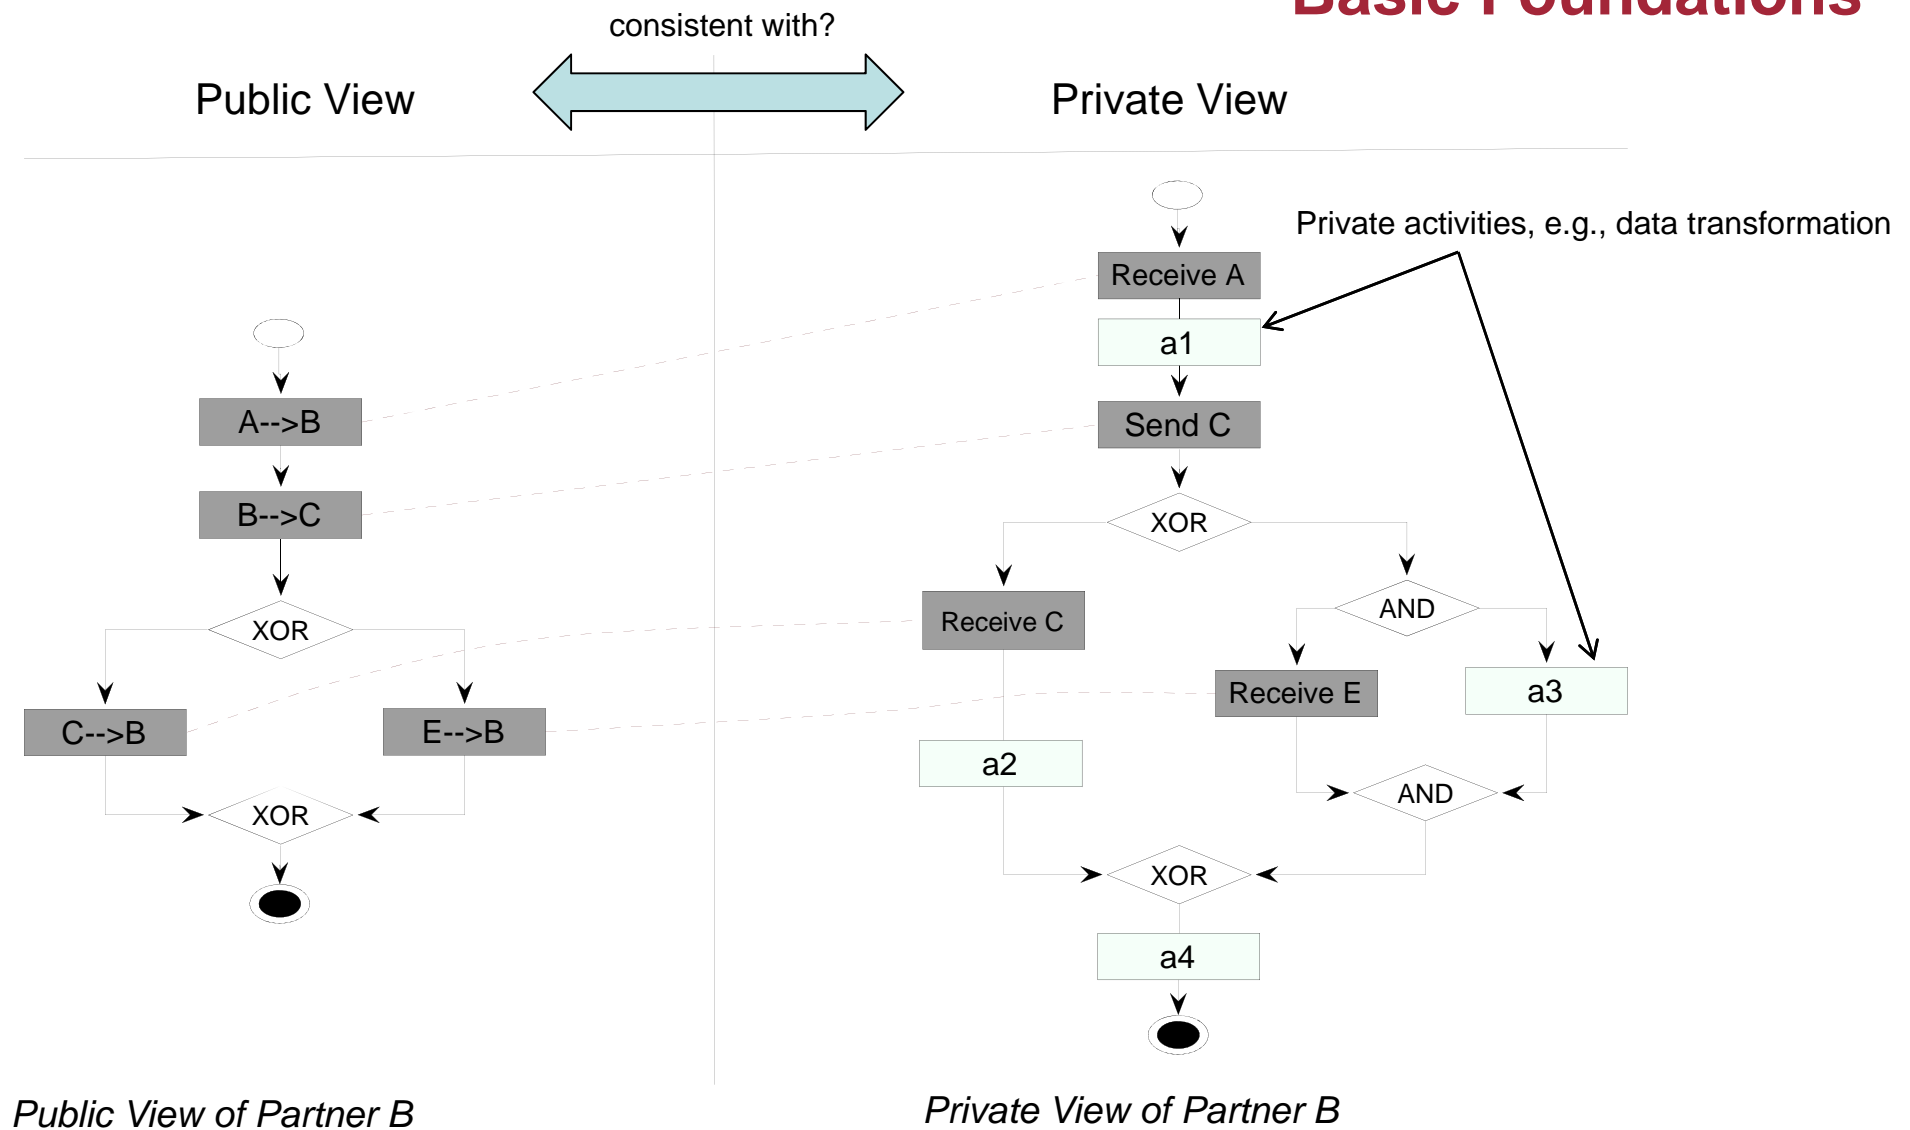 Basic Foundations
consistent with?
Public View
Private View
Private activities, e.g., data transformation
A-->B
B-->C
XOR
C-->B
E-->B
XOR
Public View of Partner B
Receive A
a1
Send C
XOR
AND
Receive C
Receive E
a3
a2
AND
XOR
a4
Private View of Partner B